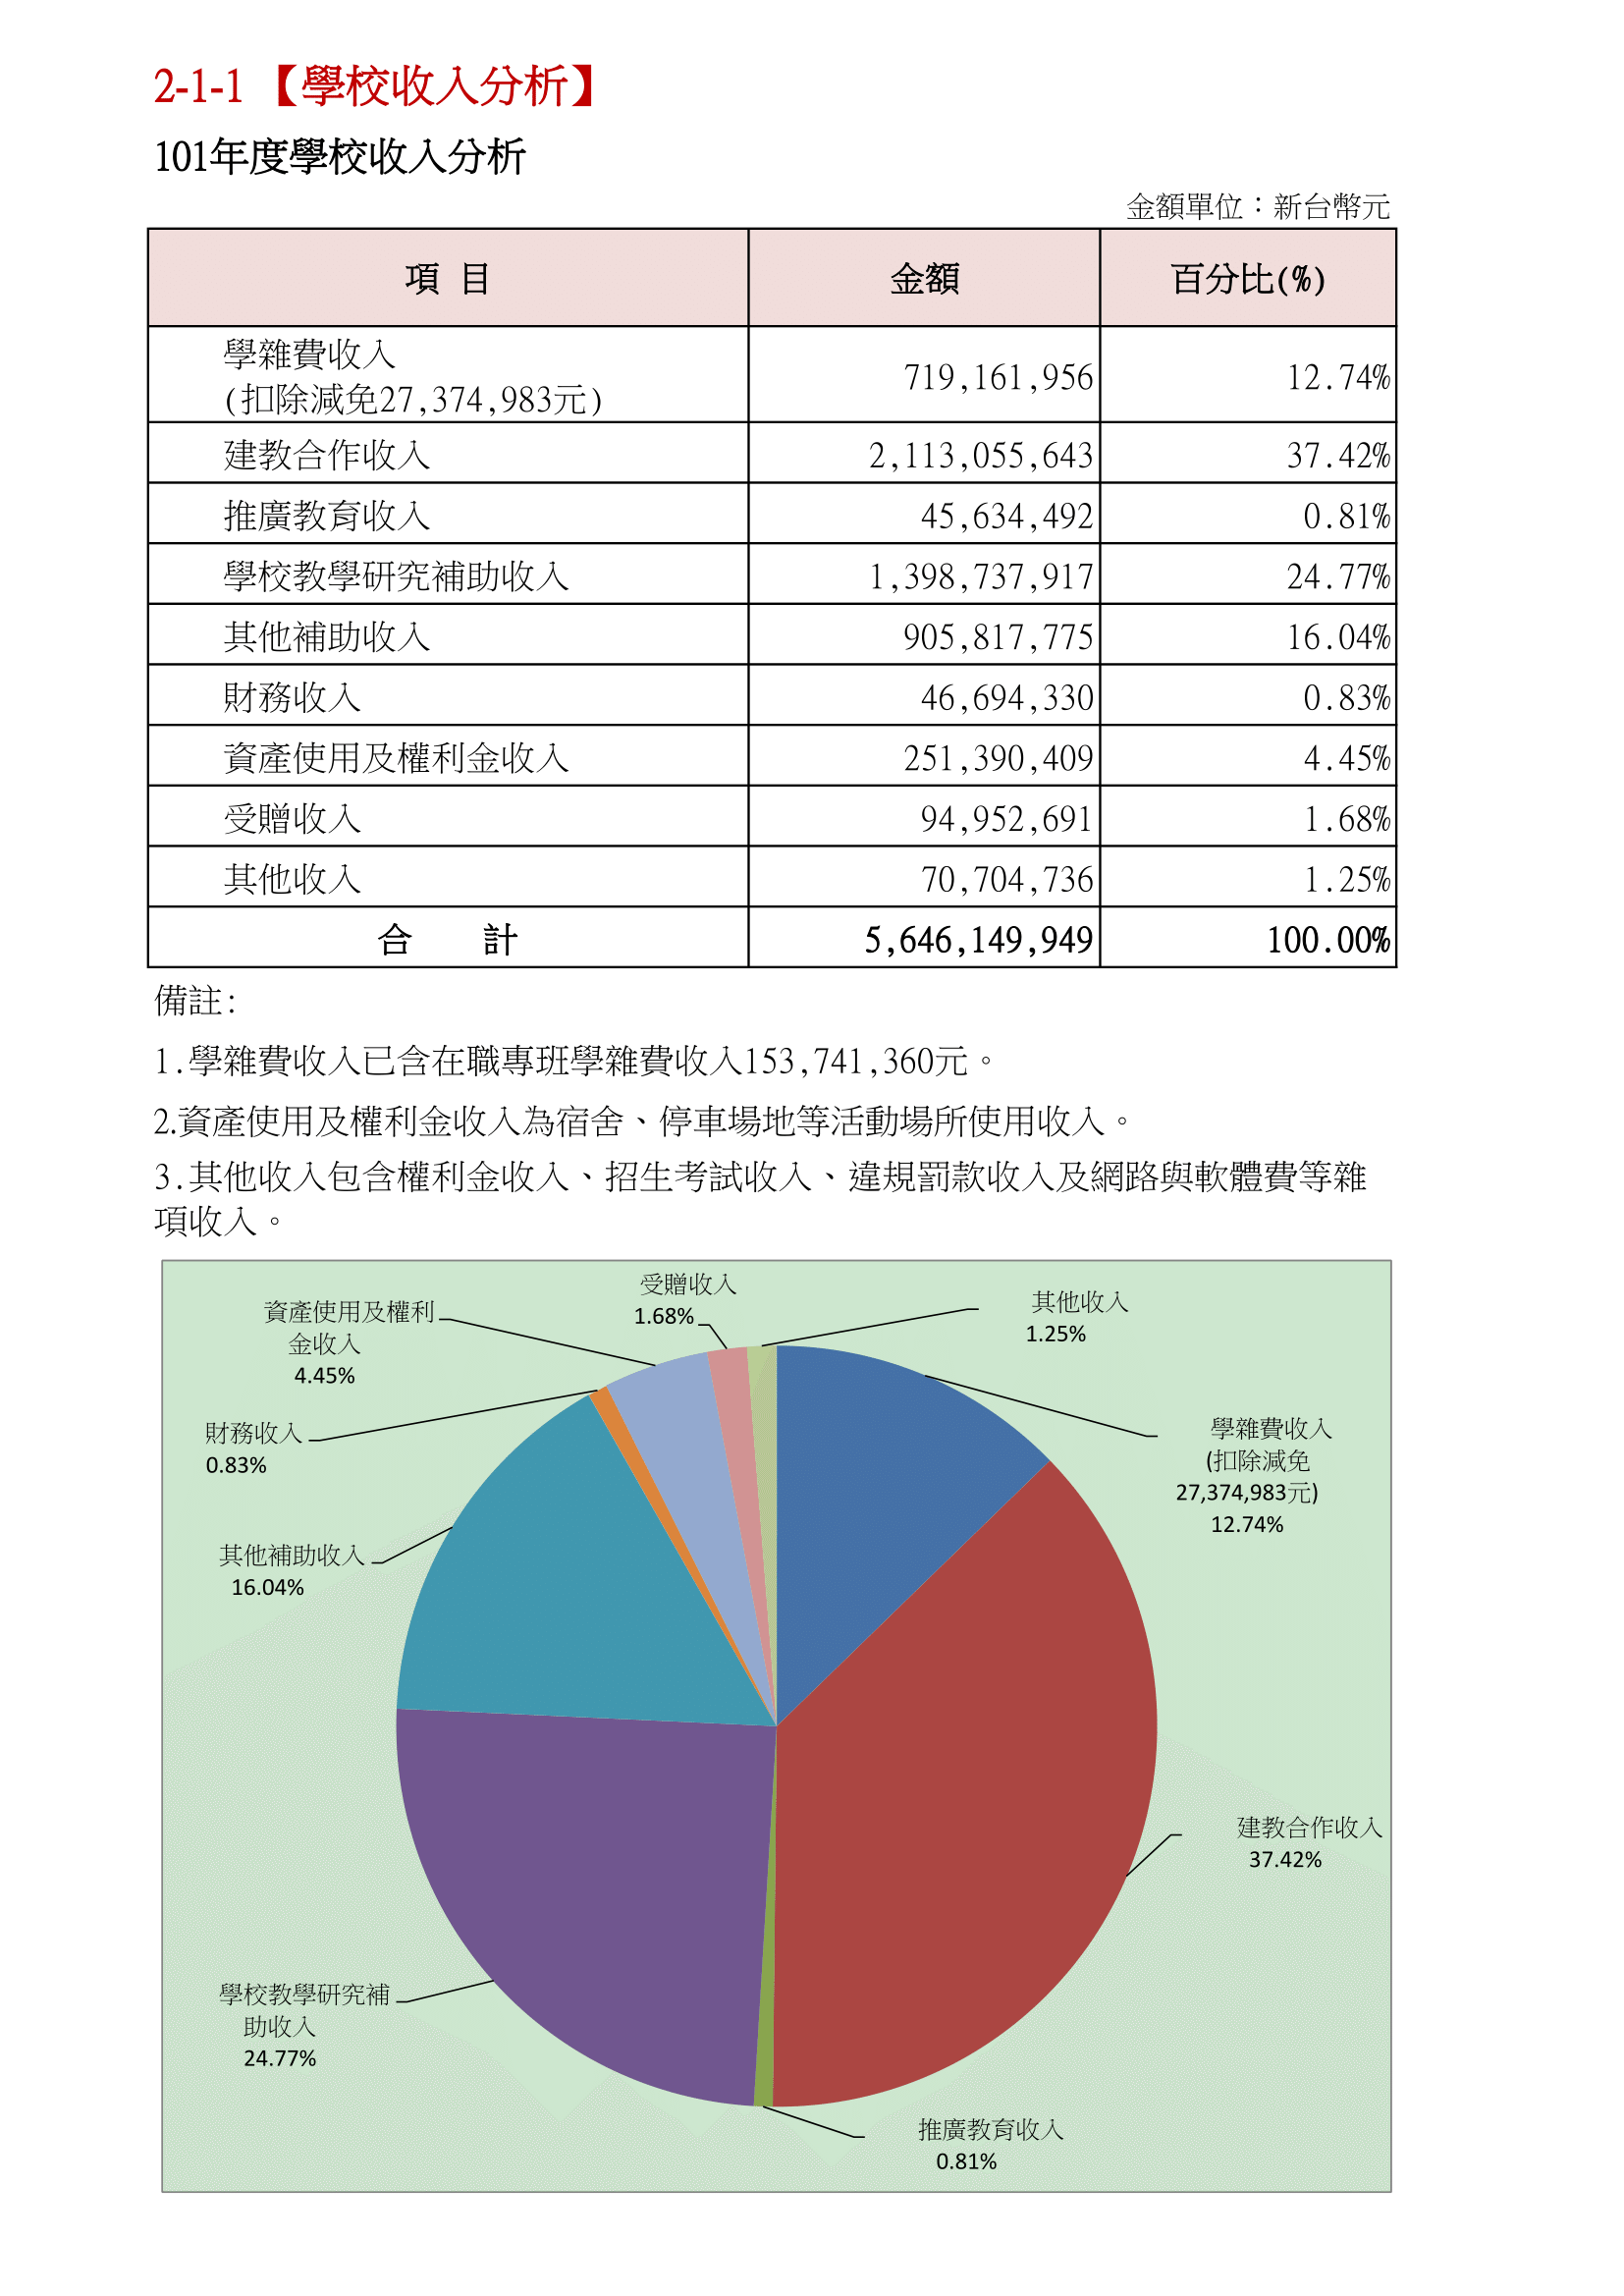 2-1-1 【學校收入分析】
101年度學校收入分析
金額單位：新台幣元
項 目 金額 百分比(%)
學雜費收入
(扣除減免27,374,983元) 719,161,956 12.74%
建教合作收入 2,113,055,643 37.42%
推廣教育收入 45,634,492 0.81%
學校教學研究補助收入 1,398,737,917 24.77%
其他補助收入 905,817,775 16.04%
財務收入 46,694,330 0.83%
資產使用及權利金收入 251,390,409 4.45%
受贈收入 94,952,691 1.68%
其他收入 70,704,736 1.25%
合 計 5,646,149,949 100.00%
備註:
1.學雜費收入已含在職專班學雜費收入153,741,360元。
2.資產使用及權利金收入為宿舍、停車場地等活動場所使用收入。
3.其他收入包含權利金收入、招生考試收入、違規罰款收入及網路與軟體費等雜
項收入。
受贈收入
1.68%
其他收入
1.25%
資產使用及權利
金收入
4.45%
財務收入
0.83%
學雜費收入
(扣除減免
27,374,983元)
12.74%
其他補助收入
16.04%
建教合作收入
37.42%
學校教學研究補
助收入
24.77%
推廣教育收入
0.81%